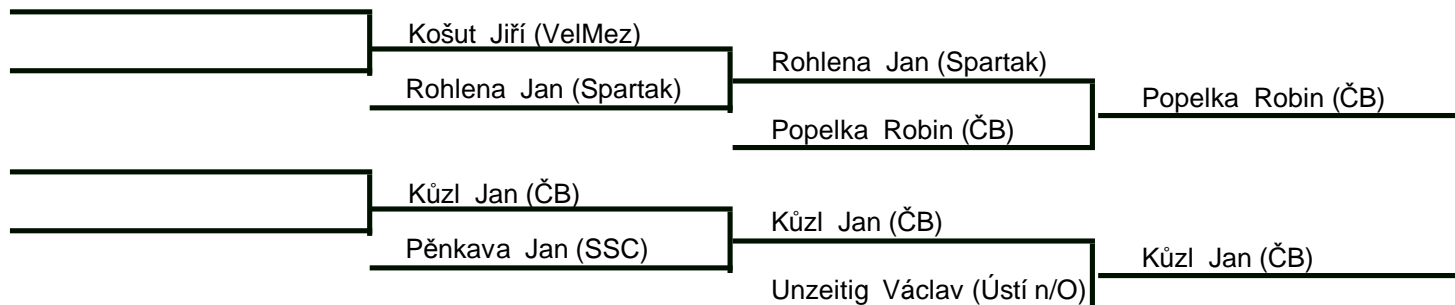 Košut Jiří (VelMez)
Rohlena Jan (Spartak)
Rohlena Jan (Spartak)
Popelka Robin (ČB)
Popelka Robin (ČB)
Kůzl Jan (ČB)
Pěnkava Jan (SSC)
Kůzl Jan (ČB)
Unzeitig Václav (Ústí n/O)
Kůzl Jan (ČB)